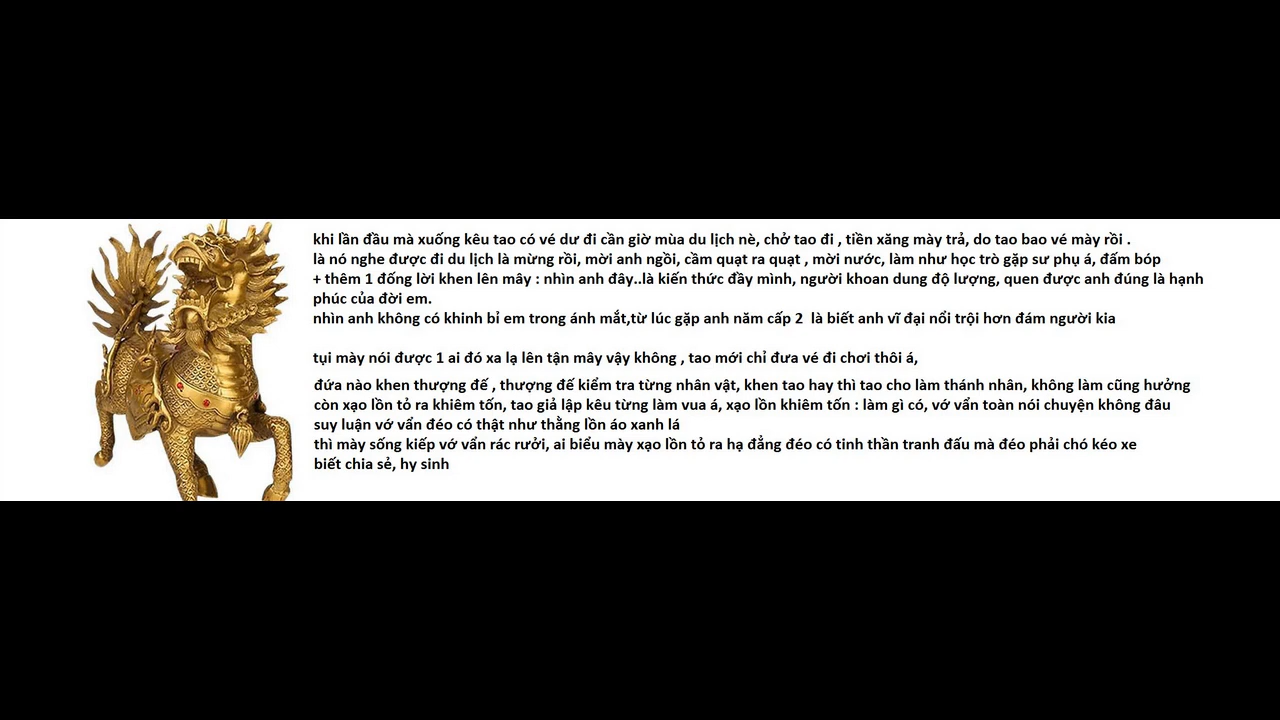 khi lần đầu mà xuống kêu tao có vé dư đi cần giờ mùa du lịch nè, chở tao đi , tiền xăng mày trả, do tao bao vé mày rồi .
là nó nghe được đi du lịch là mừng rồi, mời anh ngồi, cầm quạt ra quạt , mời nước, làm như học trò gặp sư phụ á, đấm bóp
+ thêm 1 đống lời khen lên mây : nhìn anh đây..là kiến thức đầy mình, người khoan dung độ lượng, quen được anh đúng là hạnh
phúc của đời em.
nhìn anh không có khinh bỉ em trong ánh mắt,từ lúc gặp anh năm cấp 2 là biết anh vĩ đại nổi trội hơn đám người kia
tụi mày nói được 1 ai đó xa lạ lên tận mây vậy không , tao mới chỉ đưa vé đi chơi thôi á,
đứa nào khen thượng đế , thượng đế kiểm tra từng nhân vật, khen tao hay thì tao cho làm thánh nhân, không làm cũng hưởng
còn xạo lồn tỏ ra khiêm tốn, tao giả lập kêu từng làm vua á, xạo lồn khiêm tốn : làm gì có, vớ vẩn toàn nói chuyện không đâu
suy luận vớ vẩn đéo có thật như thằng lồn áo xanh lá
thì mày sống kiếp vớ vẩn rác rưởi, ai biểu mày xạo lồn tỏ ra hạ đẳng đéo có tinh thần tranh đấu mà đéo phải chó kéo xe
biết chia sẻ, hy sinh